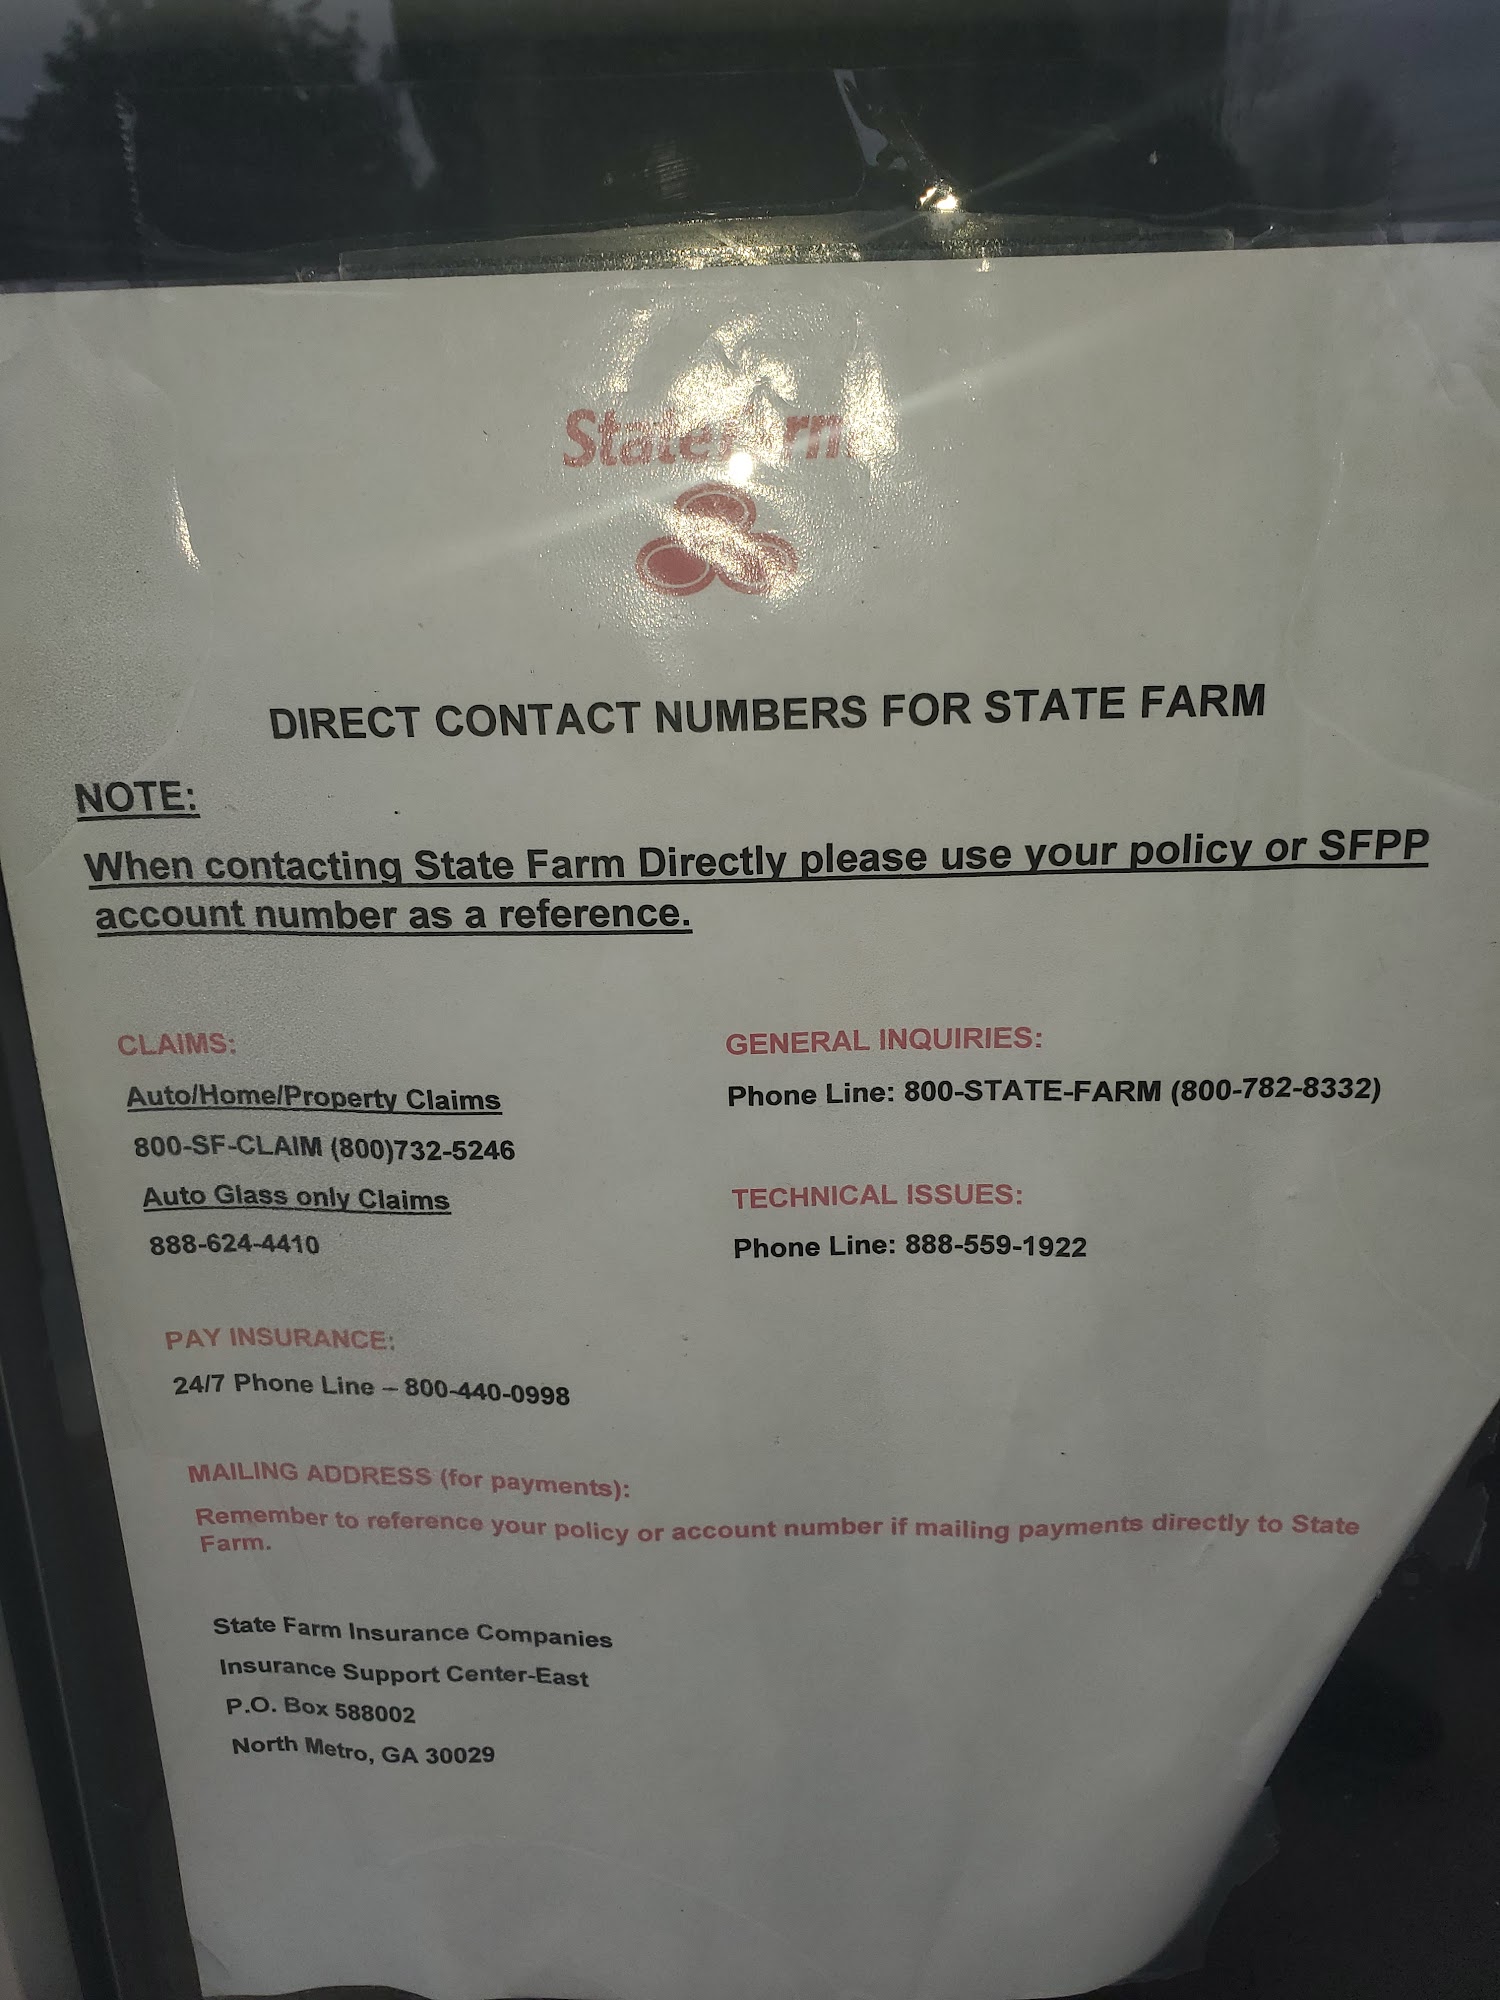 State Farm
DIRECT CONTACT NUMBERS FOR STATE FARM
NOTE:
When contacting State Farm Directly please use your policy or SFPP
account number as a reference.
CLAIMS:
Auto/Home/Property Claims
800-SF-CLAIM (800)732-5246
Auto Glass only Claims
888-624-4410
GENERAL INQUIRIES:
Phone Line: 800-STATE-FARM (800-782-8332)
TECHNICAL ISSUES:
Phone Line: 888-559-1922
PAY INSURANCE:
24/7 Phone Line – 800-440-0998
MAILING ADDRESS (for payments):
Remember to reference your policy or account number if mailing payments directly to State
Farm.
State Farm Insurance Companies
Insurance Support Center-East
P.O. Box 588002
North Metro, GA 30029